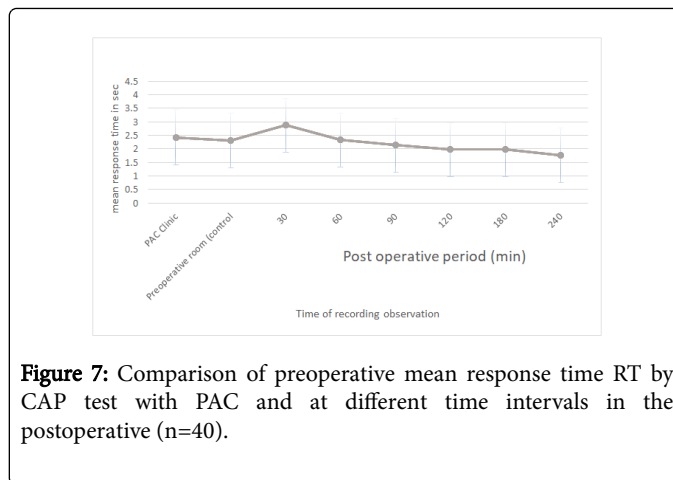 mean response time in sec
4.5
4
3.5
3
2.5
2
1.5
1
0.5
0
PAC Clinic
Preoperative room (control
30
60
90
120
180
240
Post operative period (min)
Time of recording observation
Figure 7: Comparison of preoperative mean response time RT by
CAP test with PAC and at different time intervals in the
postoperative (n=40).